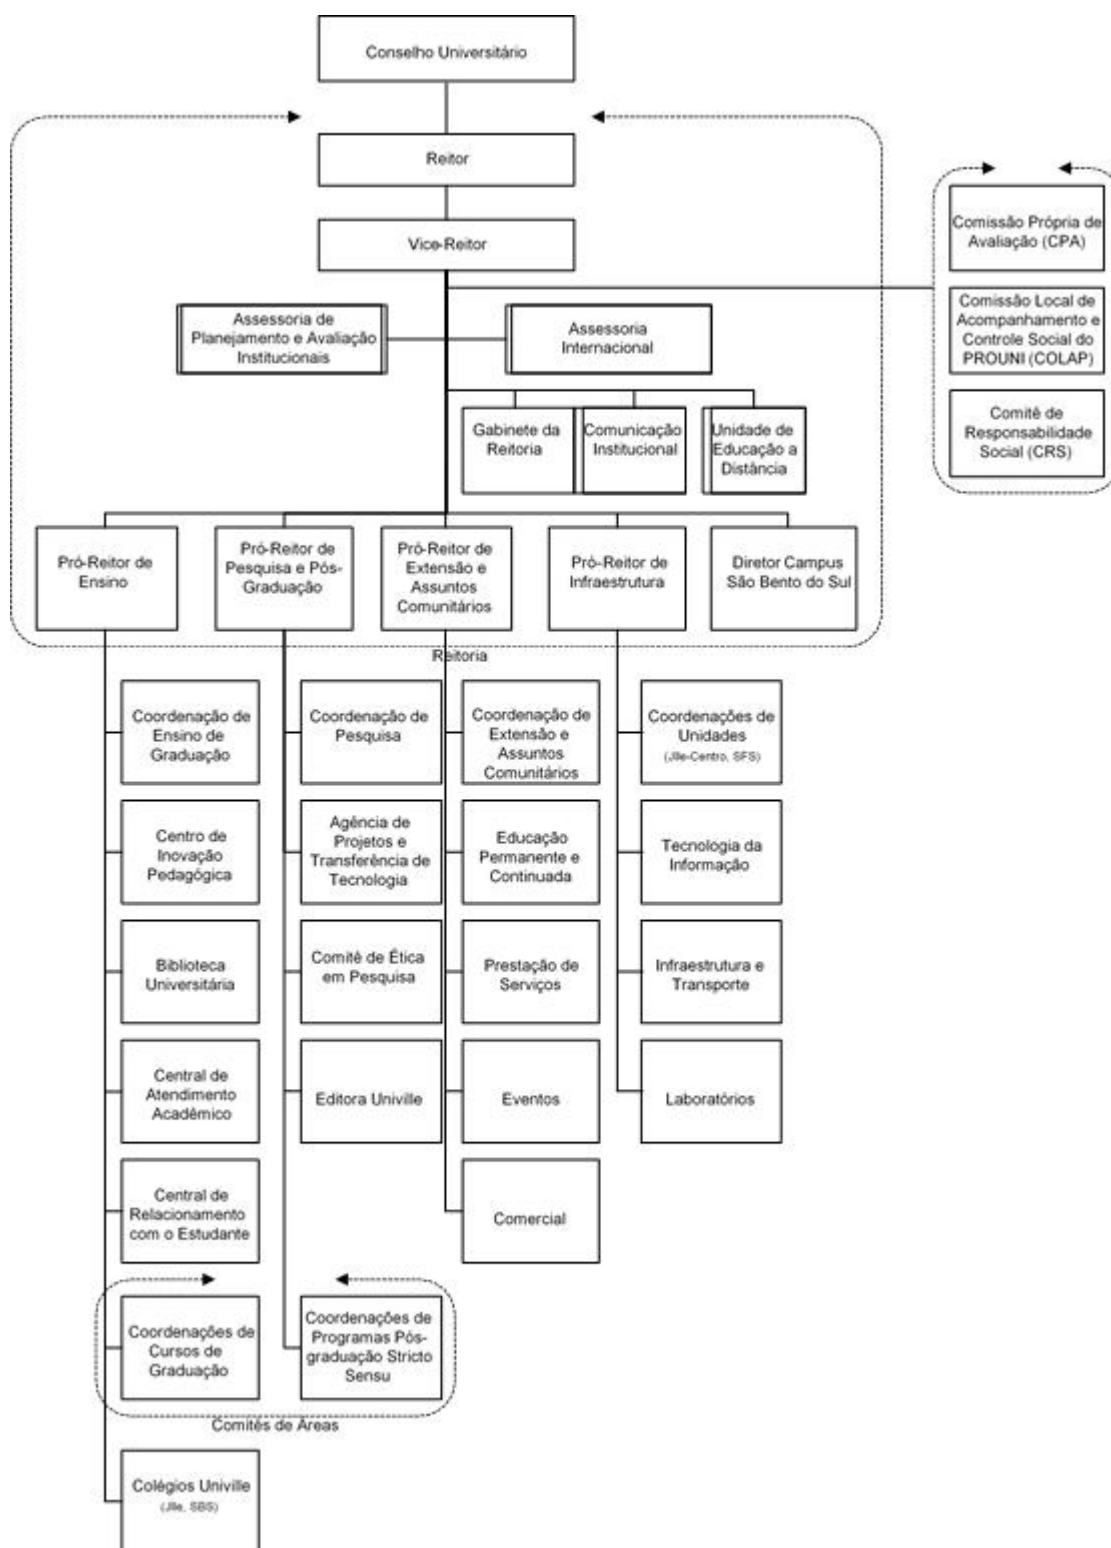 Conselho Universitário
Reitor
Vice-Reitor
Comissão Própria de
Avaliação (CPA)
Comissão Local de
Acompanhamento e
Controle Social do
PROUNI (COLAP)
Comitê de
Responsabilidade
Social (CRS)
Assessoria de
Planejamento e Avaliação
Institucionais
Assessoria
Internacional
Gabinete da
Reitoria
Comunicação
Institucional
Unidade de
Educação a
Distância
Pró-Reitor de
Ensino
Pró-Reitor de
Pesquisa e Pós-
Graduação
Pró-Reitor de
Extensão e
Assuntos
Comunitários
Pró-Reitor de
Infraestrutura
Diretor Campus
São Bento do Sul
Reitoria
Coordenação de
Ensino de
Graduação
Coordenação de
Pesquisa
Coordenação de
Extensão e
Assuntos
Comunitários
Coordenações de
Unidades
(Jlle-Centro, SFS)
Centro de
Inovação
Pedagógica
Agência de
Projetos e
Transferência de
Tecnologia
Educação
Permanente e
Continuada
Tecnologia da
Informação
Biblioteca
Universitária
Comitê de Ética
em Pesquisa
Prestação de
Serviços
Infraestrutura e
Transporte
Central de
Atendimento
Acadêmico
Editora Univille
Eventos
Laboratórios
Central de
Relacionamento
com o Estudante
Comercial
Coordenações de
Cursos de
Graduação
Coordenações de
Programas Pós-
graduação Stricto
Sensu
Comitês de Áreas
Colégios Univille
(Jlle, SBS)